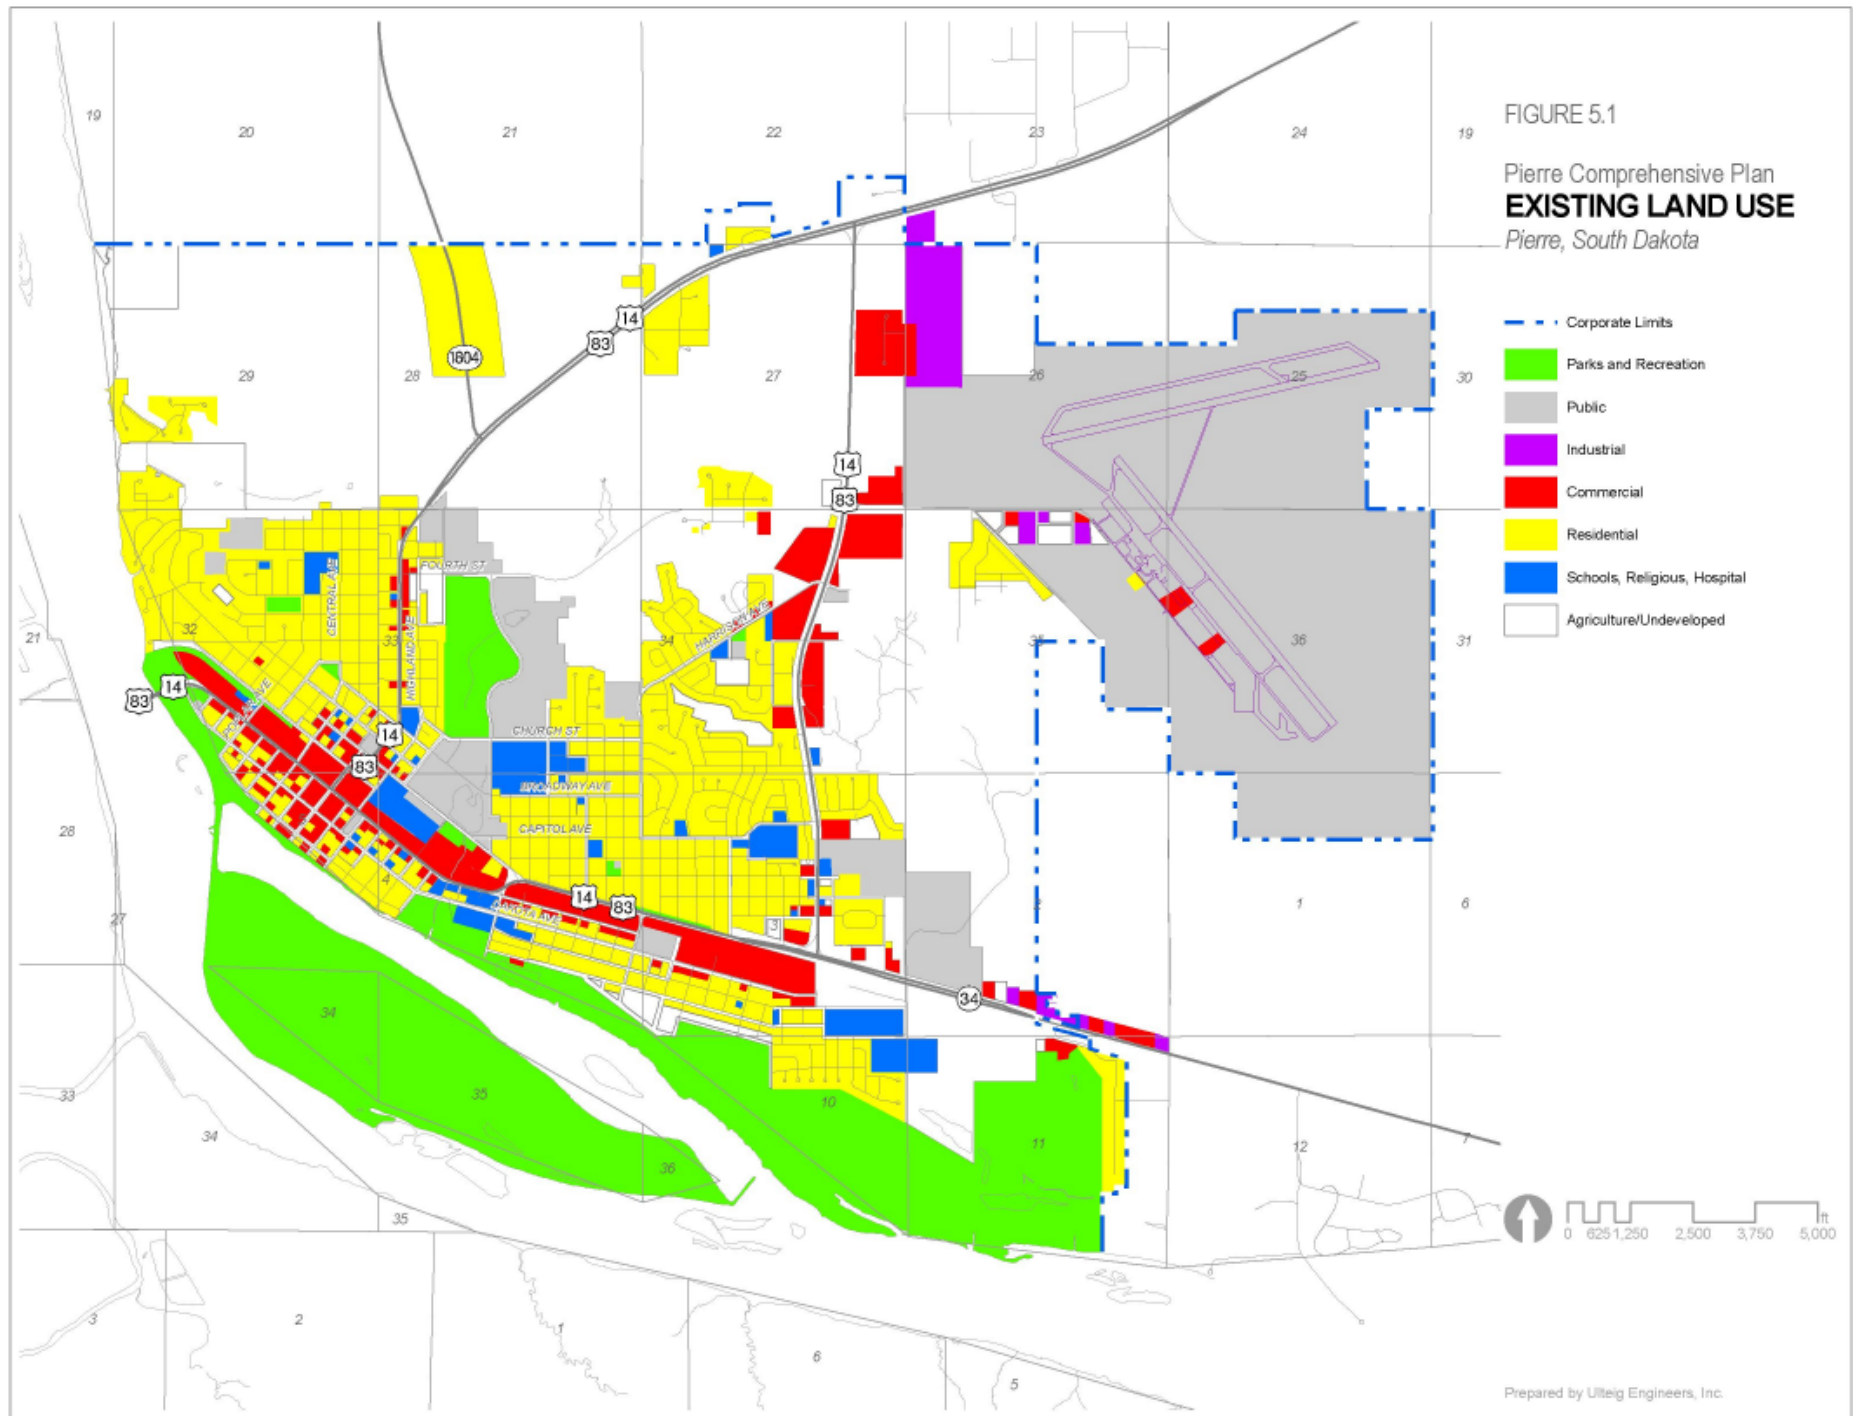 FIGURE 5.1
Pierre Comprehensive Plan
EXISTING LAND USE
Pierre, South Dakota
Corporate Limits
Parks and Recreation
Public
Industrial
Commercial
Residential
Schools, Religious, Hospital
Agriculture/Undeveloped
19
20
21
22
23
24
19
14
83
1804
29
28
27
26
25
30
14
83
FOURTH ST
CENTRAL AVE
HIGHLAND AVE
HARRISON AVE
21
32
33
34
35
36
31
83
14
14
83
CHURCH ST
BROADWAY AVE
CAPITOL AVE
28
4
14
83
DAKOTA AVE
27
3
1
6
34
34
35
36
10
11
12
7
33
34
35
3
2
1
6
5
0 625 1,250 2,500 3,750 5,000
ft
Prepared by Ulteig Engineers, Inc.